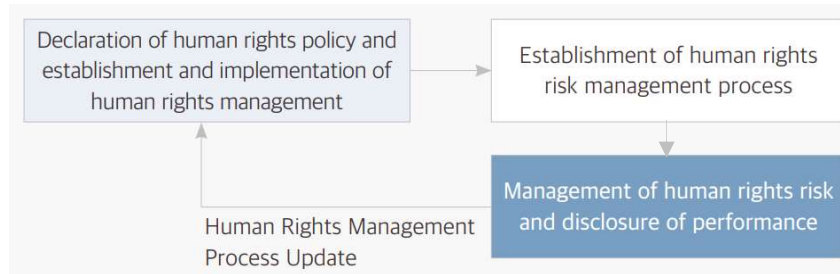 Declaration of human rights policy and
establishment and implementation of
human rights management
Establishment of human rights
risk management process
Management of human rights risk
and disclosure of performance
Human Rights Management
Process Update